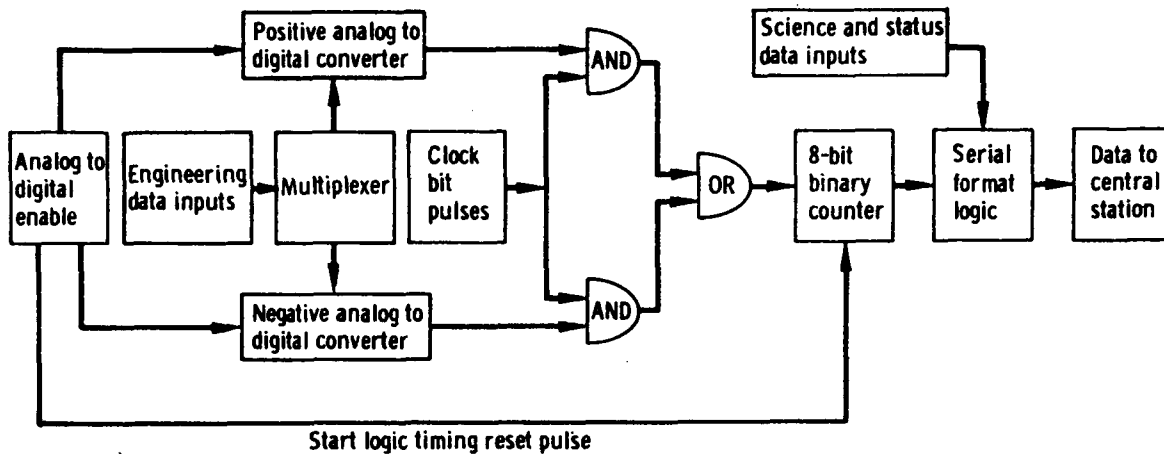 Positive analog to
digital converter
AND
Science and status
data inputs
Analog to
digital
enable
Engineering
data inputs
Multiplexer
Clock
bit
pulses
OR
8-bit
binary
counter
Serial
format
logic
Data to
central
station
Negative analog to
digital converter
AND
Start logic timing reset pulse